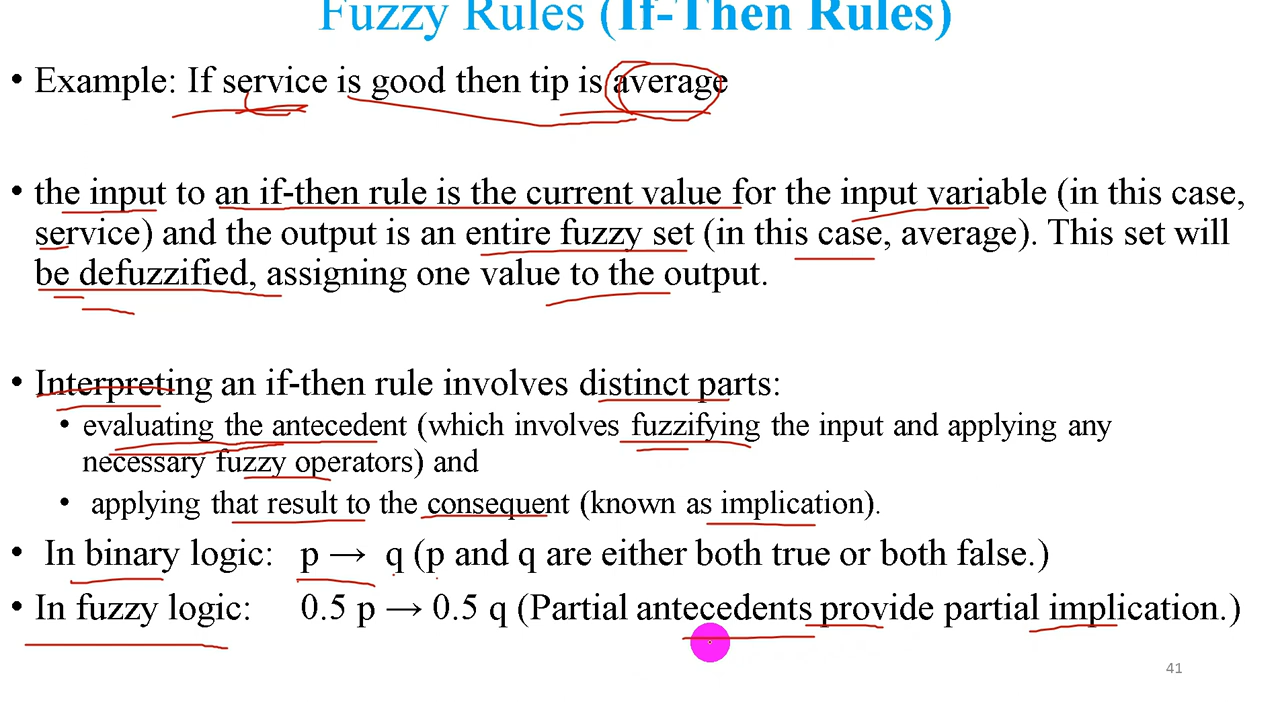 Fuzzy Rules (If-Then Rules)
• Example: If service is good then tip is average
• the input to an if-then rule is the current value for the input variable (in this case,
service) and the output is an entire fuzzy set (in this case, average). This set will
be defuzzified, assigning one value to the output.
• Interpreting an if-then rule involves distinct parts:
• evaluating the antecedent (which involves fuzzifying the input and applying any
necessary fuzzy operators) and
• applying that result to the consequent (known as implication).
• In binary logic: p → q (p and q are either both true or both false.)
• In fuzzy logic: 0.5 p → 0.5 q (Partial antecedents provide partial implication.)
41